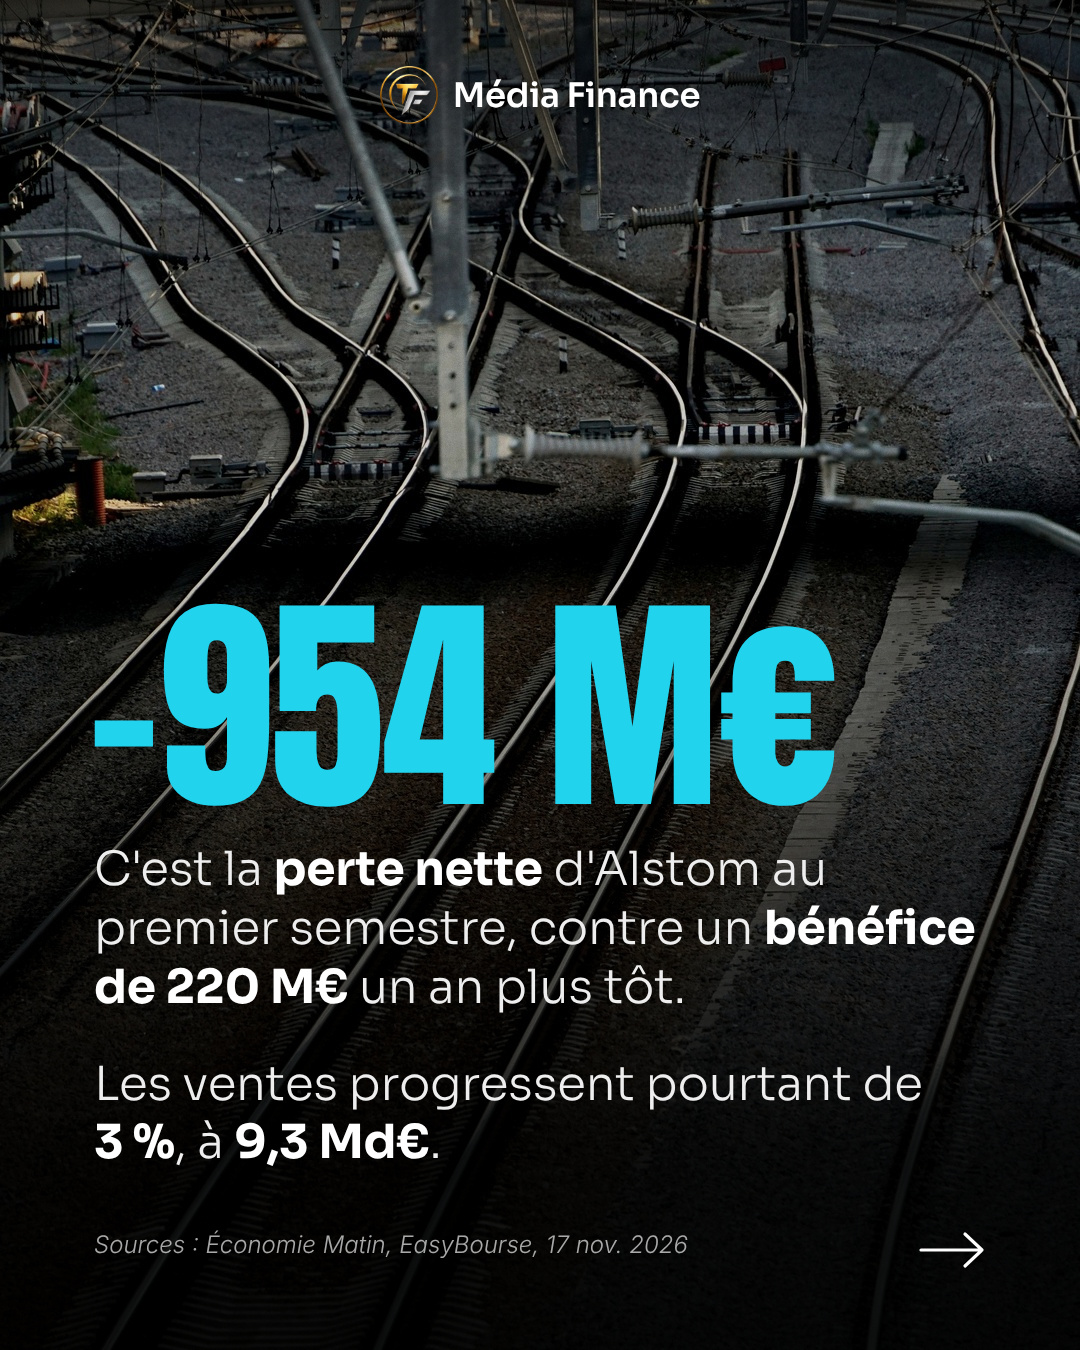 TF Média Finance
-954 M€
C'est la perte nette d'Alstom au
premier semestre, contre un bénéfice
de 220 M€ un an plus tôt.
Les ventes progressent pourtant de
3 %, à 9,3 Md€.
Sources : Économie Matin, EasyBourse, 17 nov. 2026